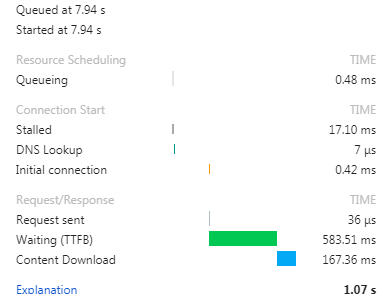 Queued at 7.94 s
Started at 7.94 s
Resource Scheduling TIME
Queueing 0.48 ms
Connection Start TIME
Stalled 17.10 ms
DNS Lookup 7 µs
Initial connection 0.42 ms
Request/Response TIME
Request sent 36 µs
Waiting (TTFB) 583.51 ms
Content Download 167.36 ms
Explanation 1.07 s